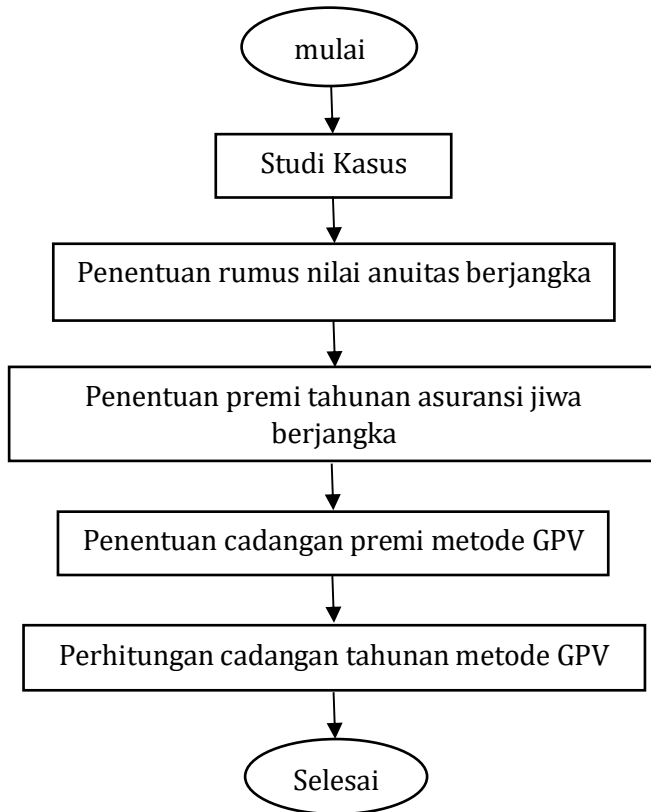 mulai
Studi Kasus
Penentuan rumus nilai anuitas berjangka
Penentuan premi tahunan asuransi jiwa
berjangka
Penentuan cadangan premi metode GPV
Perhitungan cadangan tahunan metode GPV
Selesai